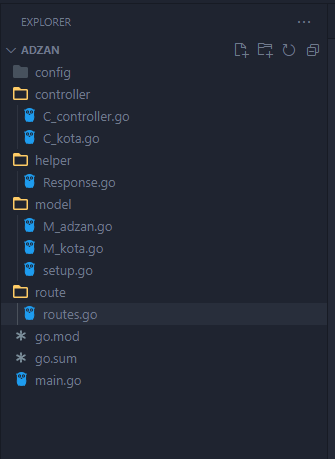 EXPLORER
ADZAN
config
controller
C_controller.go
C_kota.go
helper
Response.go
model
M_adzan.go
M_kota.go
setup.go
route
routes.go
go.mod
go.sum
main.go